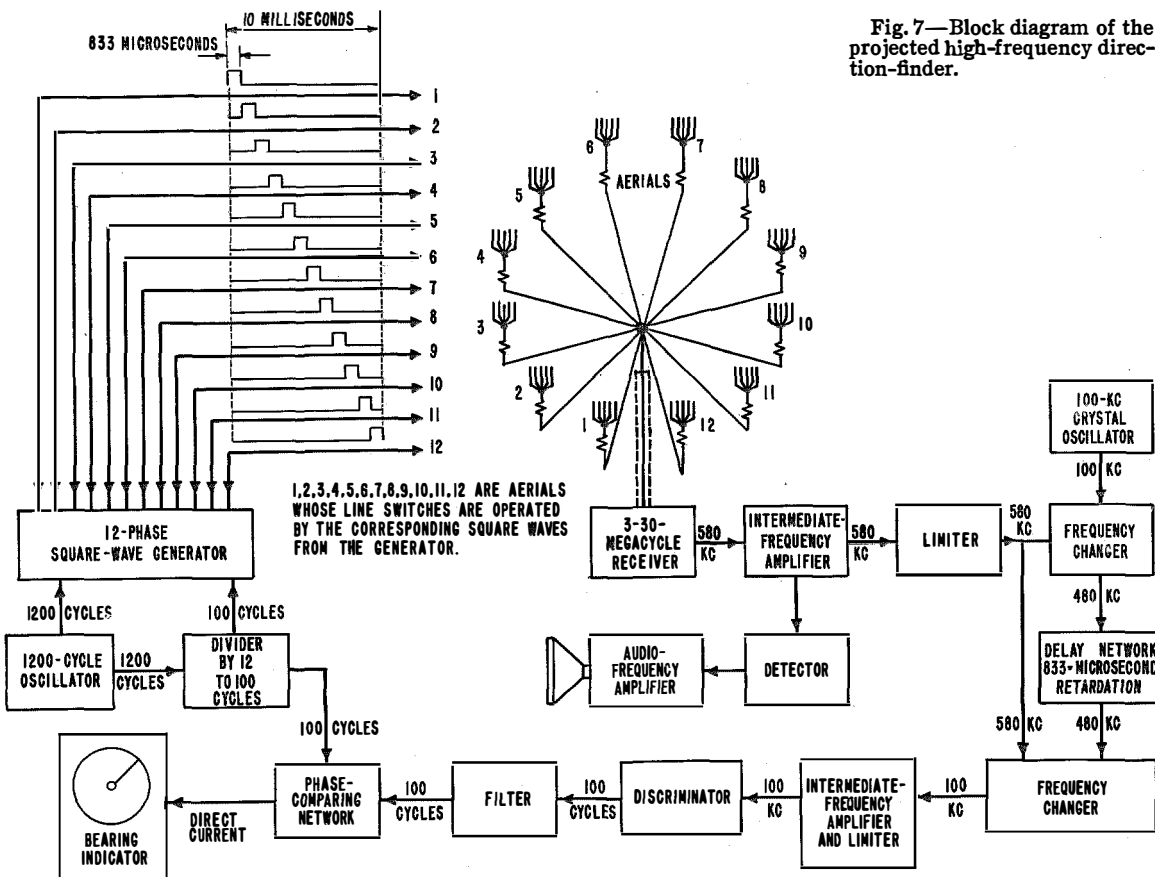 Fig. 7—Block diagram of the
projected high-frequency direc-
tion-finder.
10 MILLISECONDS
833 MICROSECONDS
1
2
3
4
5
6
7
8
9
10
11
12
6
7
AERIALS
5
8
4
9
3
10
2
11
1
12
1,2,3,4,5,6,7,8,9,10,11,12 ARE AERIALS
WHOSE LINE SWITCHES ARE OPERATED
BY THE CORRESPONDING SQUARE WAVES
FROM THE GENERATOR.
12-PHASE
SQUARE-WAVE GENERATOR
1200 CYCLES
100 CYCLES
1200-CYCLE
OSCILLATOR
1200
CYCLES
DIVIDER
BY 12
TO 100
CYCLES
100 CYCLES
3-30-
MEGACYCLE
RECEIVER
580
KC
INTERMEDIATE-
FREQUENCY
AMPLIFIER
580
KC
LIMITER
580
KC
100-KC
CRYSTAL
OSCILLATOR
100 KC
FREQUENCY
CHANGER
480 KC
DELAY NETWORK
833-MICROSECOND
RETARDATION
580 KC
480 KC
AUDIO-
FREQUENCY
AMPLIFIER
DETECTOR
BEARING
INDICATOR
DIRECT
CURRENT
PHASE-
COMPARING
NETWORK
100
CYCLES
FILTER
100
CYCLES
DISCRIMINATOR
100
KC
INTERMEDIATE-
FREQUENCY
AMPLIFIER
AND LIMITER
100
KC
FREQUENCY
CHANGER